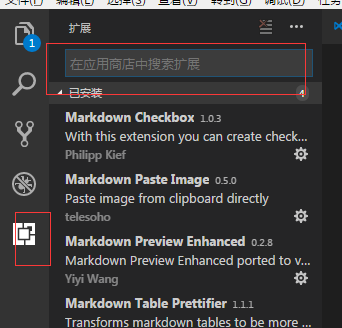 文件(F) 编辑(E) 选择(S) 查看(V) 转到(G) 调试(D) 任务
扩展
1
在应用商店中搜索扩展
已安装 4
Markdown Checkbox 1.0.3
With this extension you can create check...
Philipp Kief
Markdown Paste Image 0.5.0
Paste image from clipboard directly
telesoho
Markdown Preview Enhanced 0.2.8
Markdown Preview Enhanced ported to v...
Yiyi Wang
Markdown Table Prettifier 1.1.1
Transforms markdown tables to be more ...